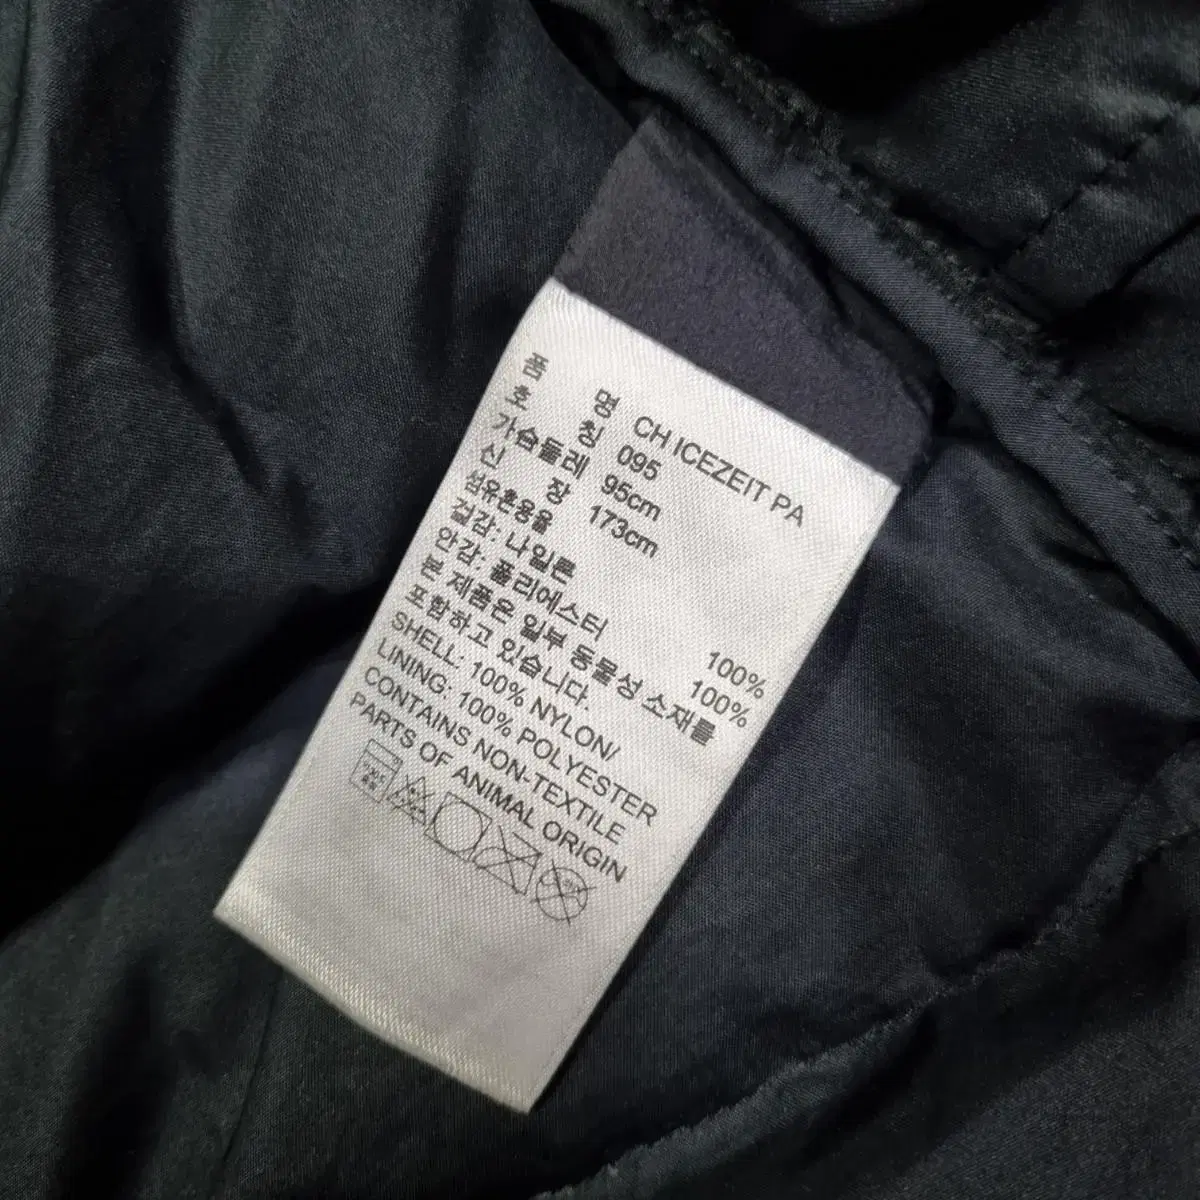 품 명 CH ICEZEIT PA
호 칭 095
가슴둘레 95cm
신 장 173cm
섬유혼용율
겉감: 나일론 100%
안감: 폴리에스터 100%
본 제품은 일부 동물성 소재를
포함하고 있습니다.
SHELL: 100% NYLON/
LINING: 100% POLYESTER
CONTAINS NON-TEXTILE
PARTS OF ANIMAL ORIGIN